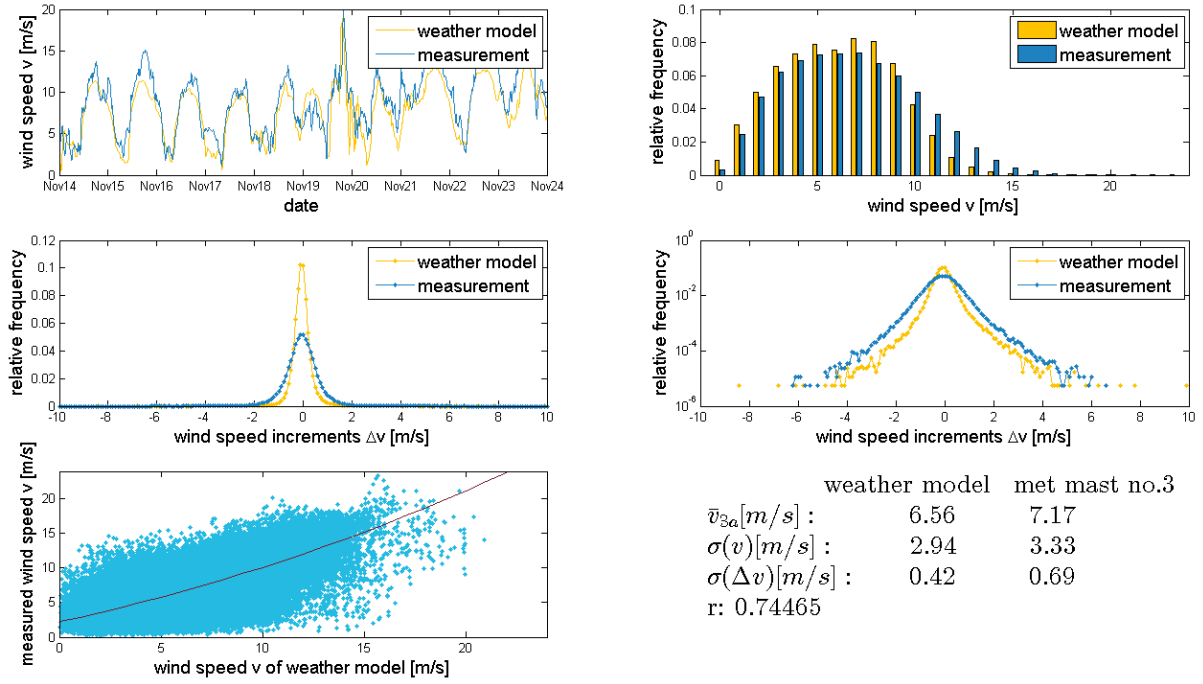 wind speed v [m/s]
20
15
10
5
0
weather model
measurement
Nov14 Nov15 Nov16 Nov17 Nov18 Nov19 Nov20 Nov21 Nov22 Nov23 Nov24
date
relative frequency
0.1
0.08
0.06
0.04
0.02
0
weather model
measurement
0 5 10 15 20
wind speed v [m/s]
relative frequency
0.12
0.1
0.08
0.06
0.04
0.02
0
weather model
measurement
-10 -8 -6 -4 -2 0 2 4 6 8 10
wind speed increments Δv [m/s]
relative frequency
10⁰
10⁻²
10⁻⁴
10⁻⁶
weather model
measurement
-10 -8 -6 -4 -2 0 2 4 6 8 10
wind speed increments Δv [m/s]
measured wind speed v [m/s]
20
15
10
5
0
0 5 10 15 20
wind speed v of weather model [m/s]
weather model met mast no.3
v̄₃ₐ[m/s] : 6.56 7.17
σ(v)[m/s] : 2.94 3.33
σ(Δv)[m/s] : 0.42 0.69
r: 0.74465